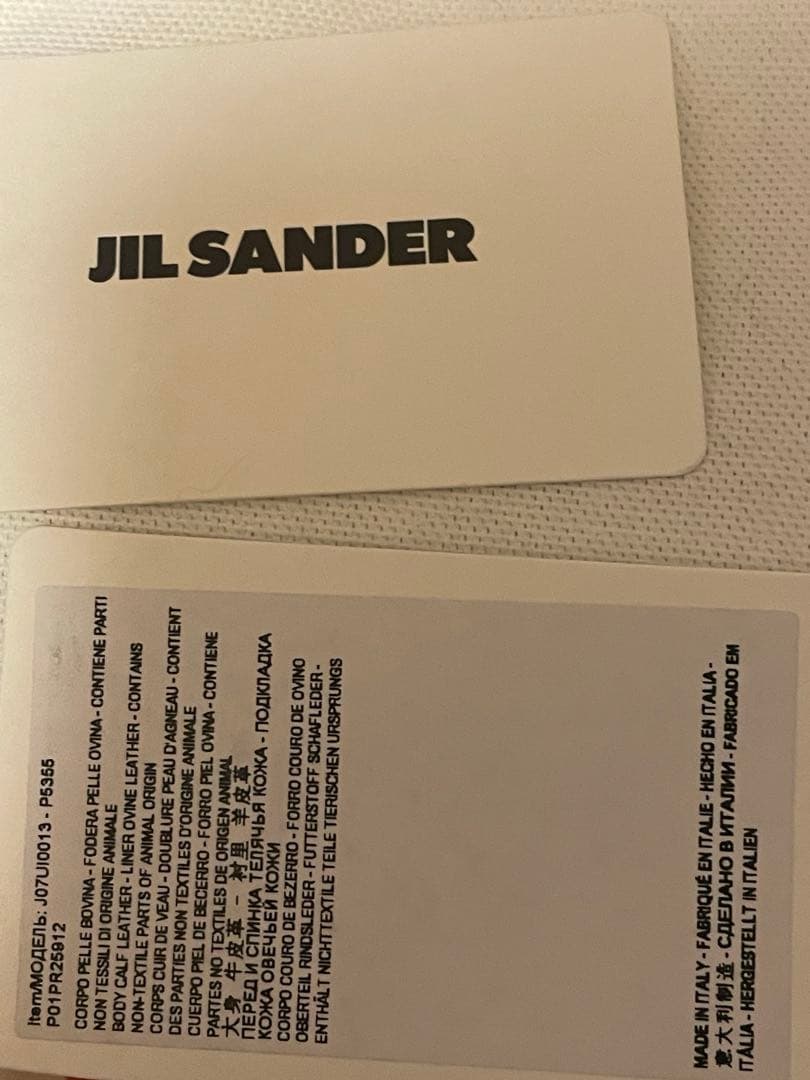 JIL SANDER
Item/МОДЕЛЬ: J07UI0013 - P5355
P01PR25912
CORPO PELLE BOVINA - FODERA PELLE OVINA - CONTIENE PARTI
NON TESSILI DI ORIGINE ANIMALE
BODY CALF LEATHER - LINER OVINE LEATHER - CONTAINS
NON-TEXTILE PARTS OF ANIMAL ORIGIN
CORPS CUIR DE VEAU - DOUBLURE PEAU D'AGNEAU - CONTIENT
DES PARTIES NON TEXTILES D'ORIGINE ANIMALE
CUERPO PIEL DE BECERRO - FORRO PIEL OVINA - CONTIENE
PARTES NO TEXTILES DE ORIGEN ANIMAL
大身 牛皮革 - 衬里 羊皮革
ПЕРЕД И СПИНКА ТЕЛЯЧЬЯ КОЖА - ПОДКЛАДКА
КОЖА ОВЕЧЬЕЙ КОЖИ
CORPO COURO DE BEZERRO - FORRO COURO DE OVINO
OBERTEIL RINDSLEDER - FUTTERSTOFF SCHAFLEDER -
ENTHÄLT NICHTTEXTILE TEILE TIERISCHEN URSPRUNGS
MADE IN ITALY - FABRIQUÉ EN ITALIE - HECHO EN ITALIA -
意大利制造 - СДЕЛАНО В ИТАЛИИ - FABRICADO EM
ITÁLIA - HERGESTELLT IN ITALIEN